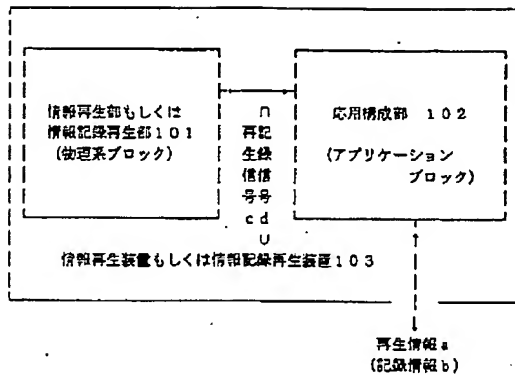 情報再生部もしくは
情報記録再生部101
(物理系ブロック)
再生信号c
記録信号d
応用構成部 102
(アプリケーション
ブロック)
情報再生装置もしくは情報記録再生装置103
再生情報a
(記録情報b)